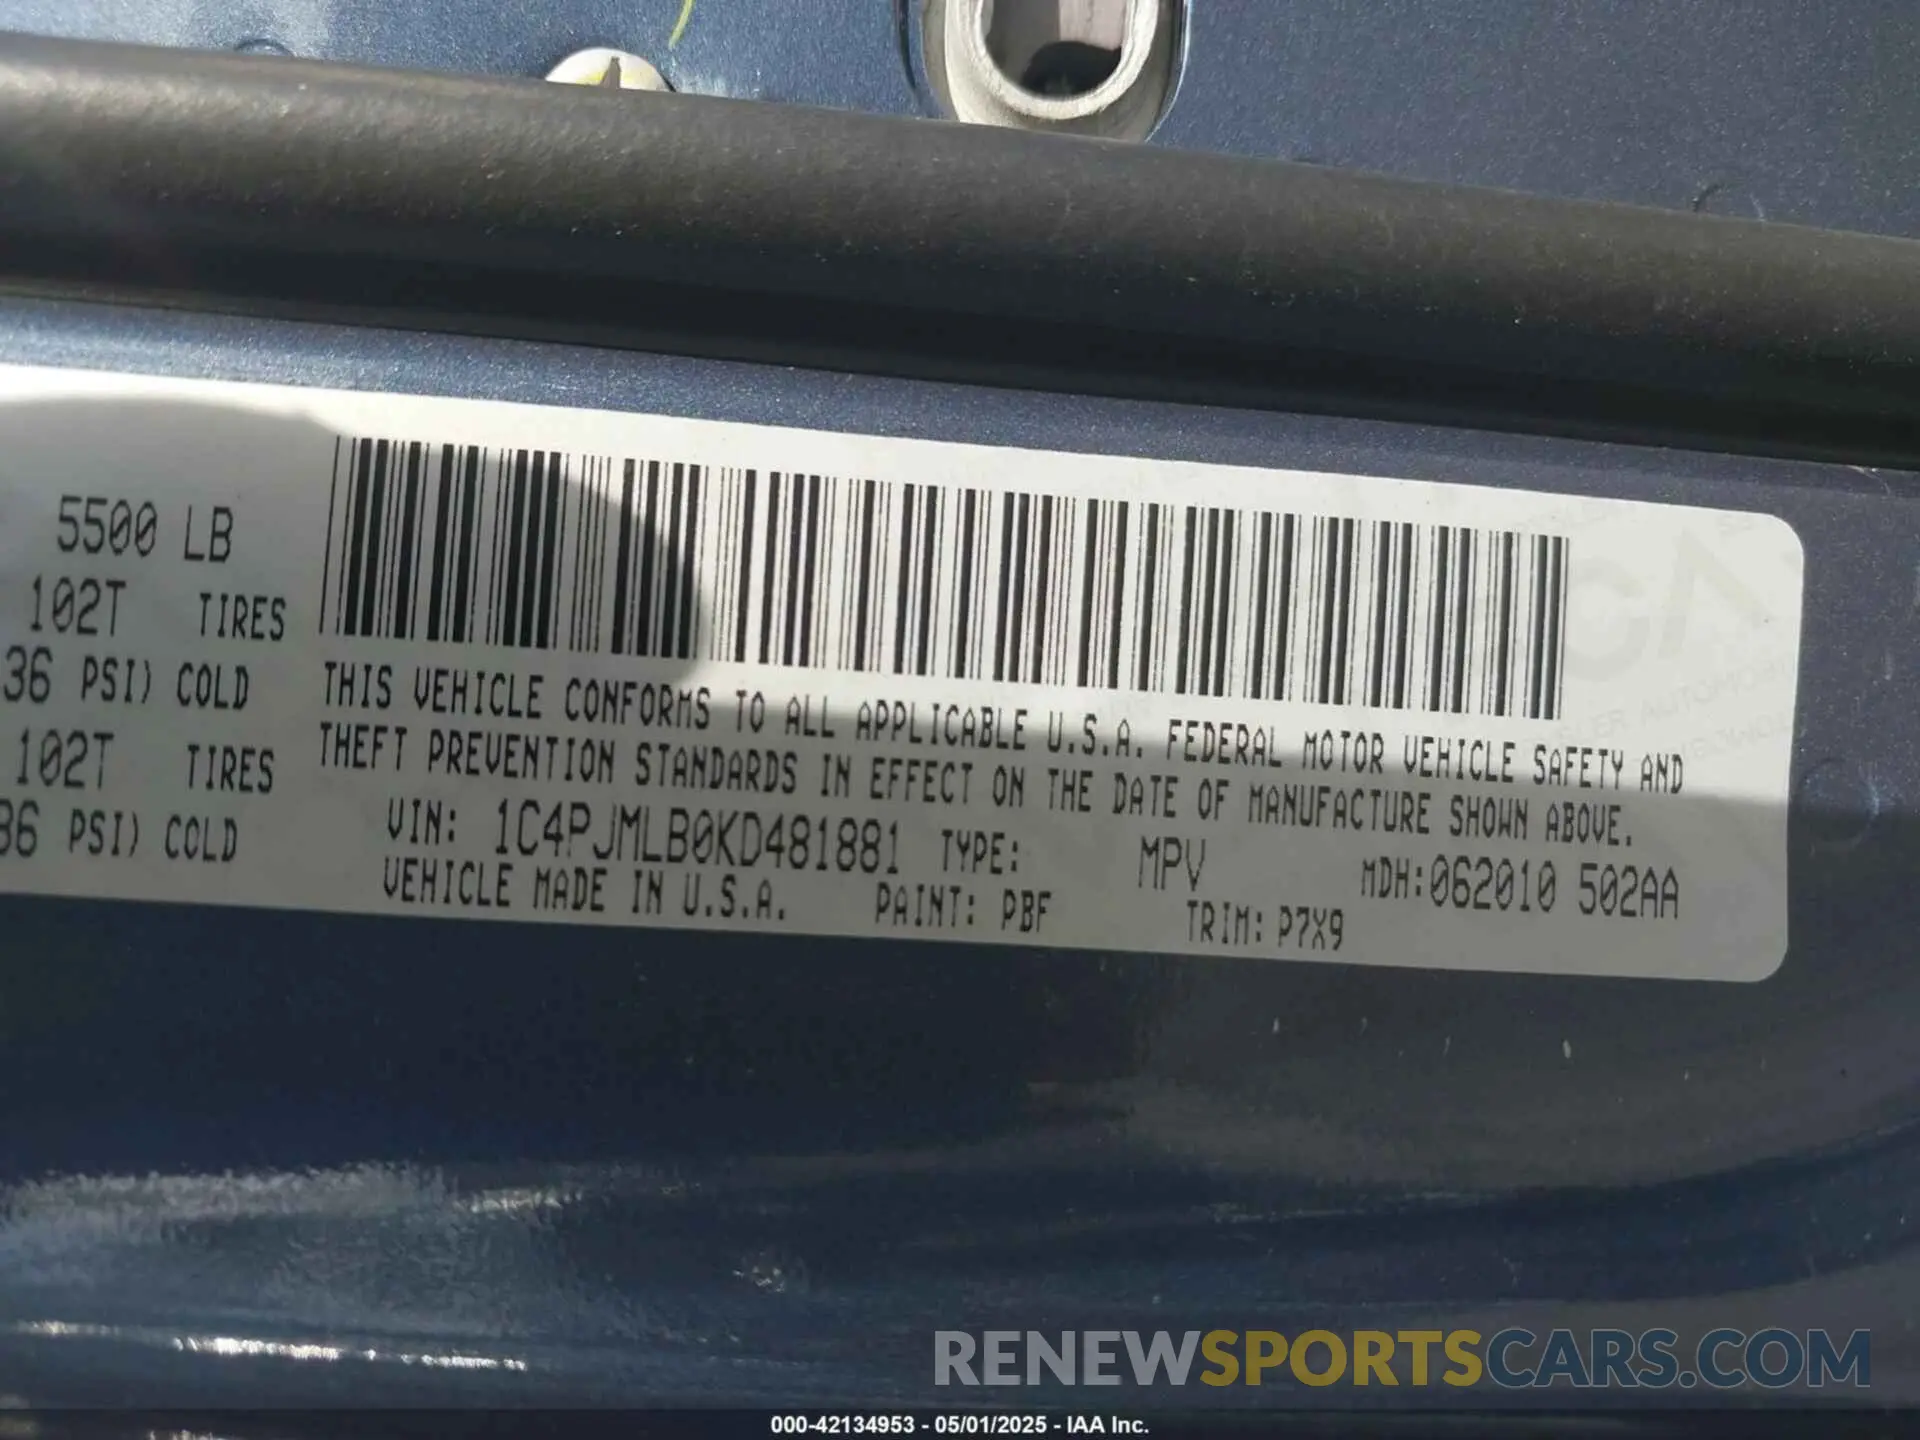 5500 LB
102T TIRES
36 PSI) COLD
102T TIRES
36 PSI) COLD
THIS VEHICLE CONFORMS TO ALL APPLICABLE U.S.A. FEDERAL MOTOR VEHICLE SAFETY AND
THEFT PREVENTION STANDARDS IN EFFECT ON THE DATE OF MANUFACTURE SHOWN ABOVE.
VIN: 1C4PJMLB0KD481881 TYPE: MPV MDH:062010 502AA
VEHICLE MADE IN U.S.A. PAINT: PBF TRIM: P7X9
RENEWSPORTSCARS.COM
000-42134953 - 05/01/2025 - IAA Inc.